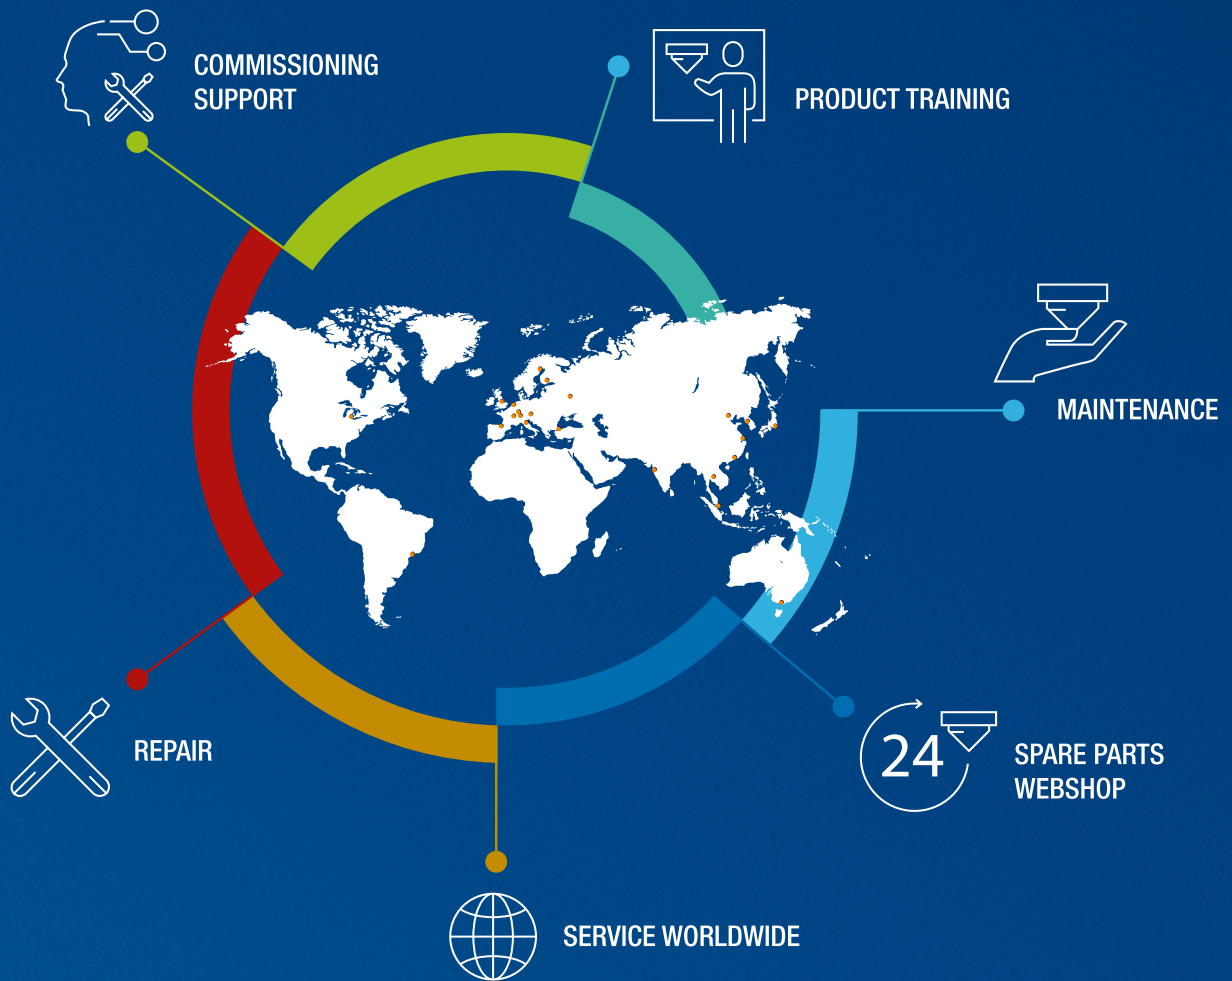 COMMISSIONING
SUPPORT
PRODUCT TRAINING
MAINTENANCE
REPAIR
24
SPARE PARTS
WEBSHOP
SERVICE WORLDWIDE